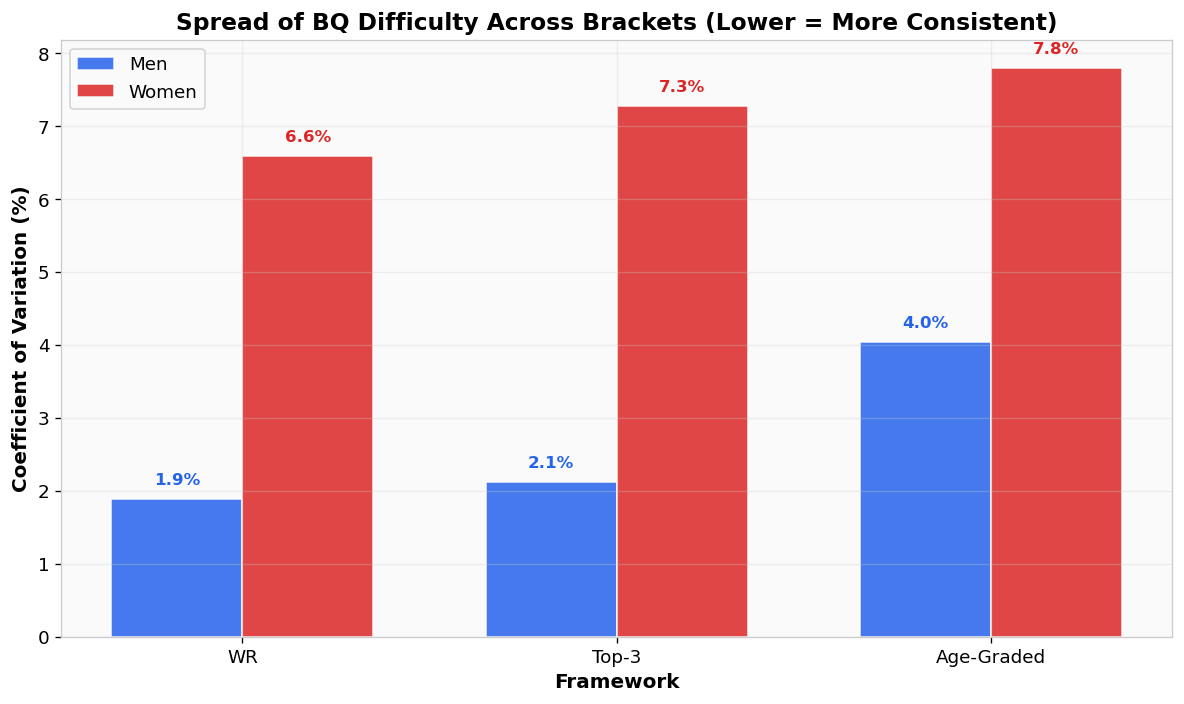 Spread of BQ Difficulty Across Brackets (Lower = More Consistent)
Men
Women
Coefficient of Variation (%)
8
7
6
5
4
3
2
1
0
1.9%
6.6%
2.1%
7.3%
4.0%
7.8%
WR
Top-3
Age-Graded
Framework